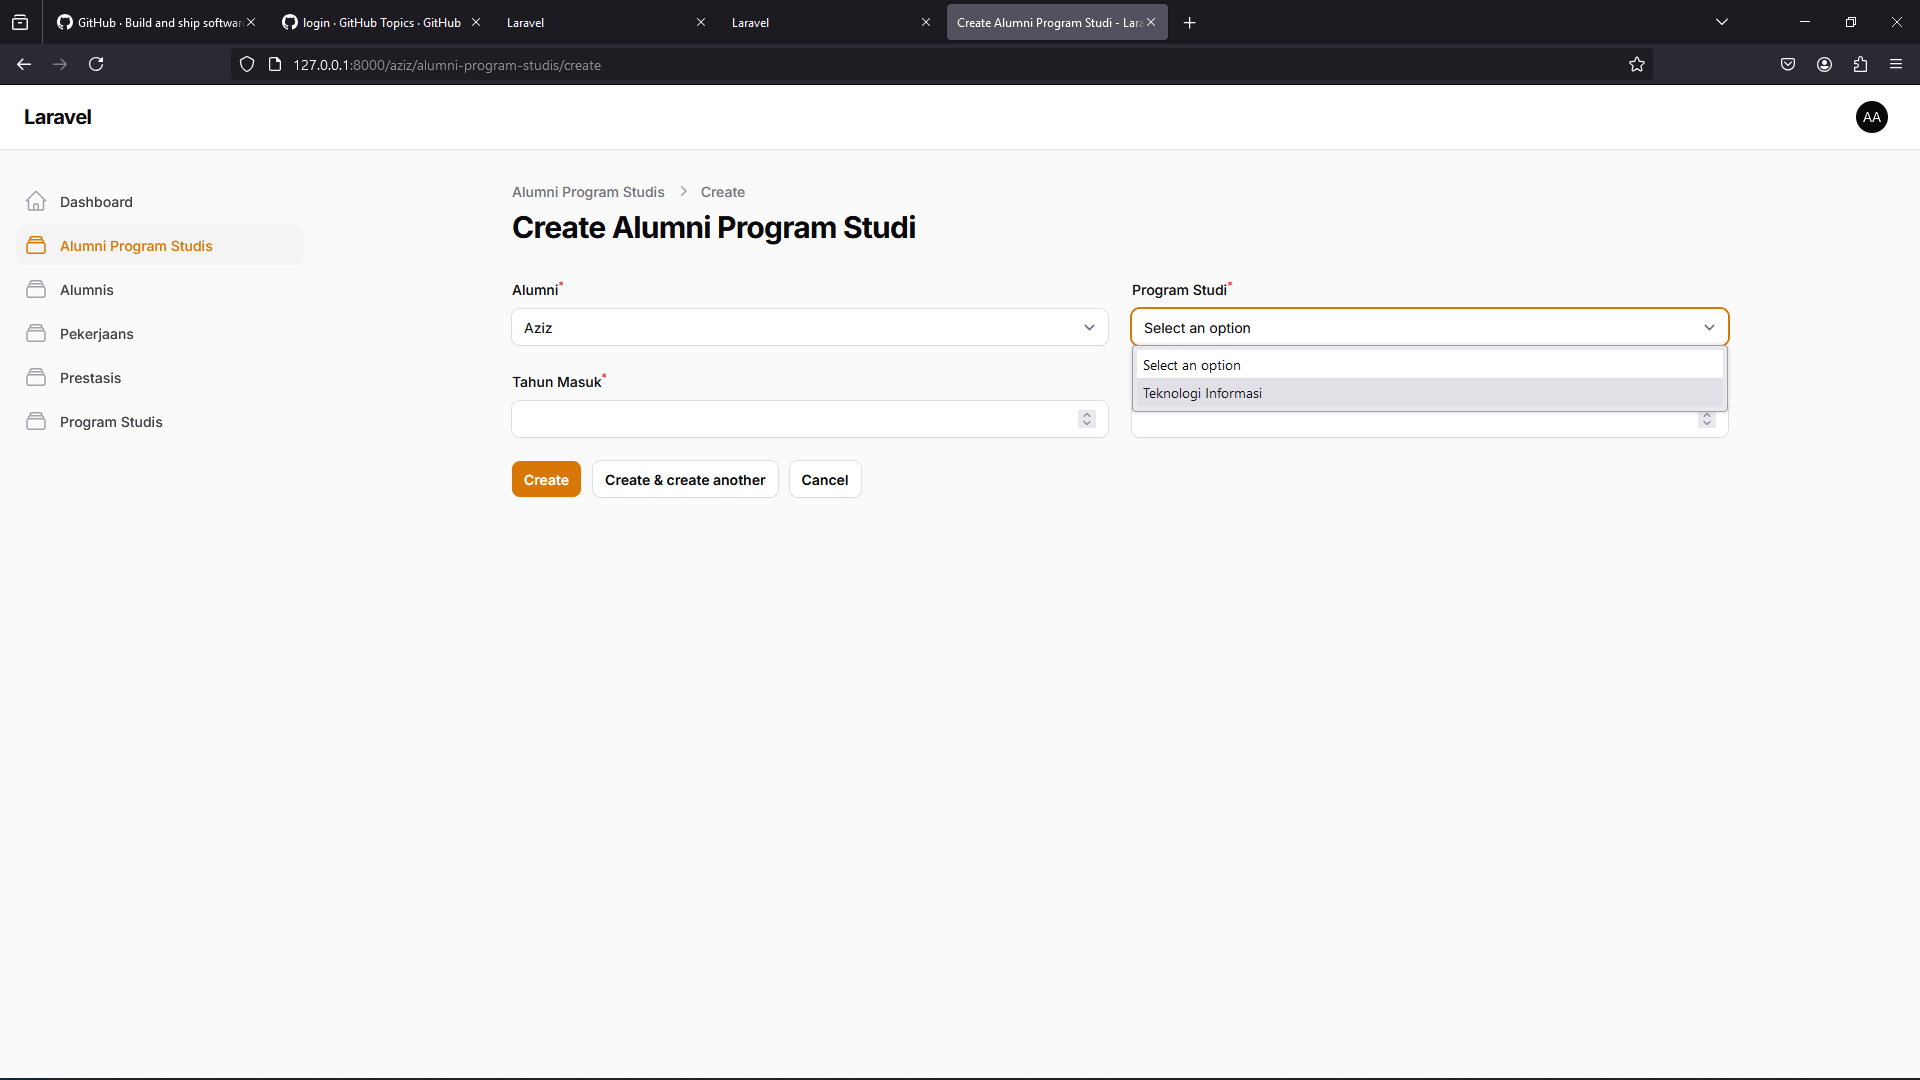 GitHub · Build and ship softwar
login · GitHub Topics · GitHub
Laravel
Laravel
Create Alumni Program Studi - Lara
127.0.0.1:8000/aziz/alumni-program-studis/create
Laravel
AA
Dashboard
Alumni Program Studis
Alumnis
Pekerjaans
Prestasis
Program Studis
Alumni Program Studis > Create
Create Alumni Program Studi
Alumni*
Program Studi*
Aziz
Select an option
Select an option
Teknologi Informasi
Tahun Masuk*
Create
Create & create another
Cancel